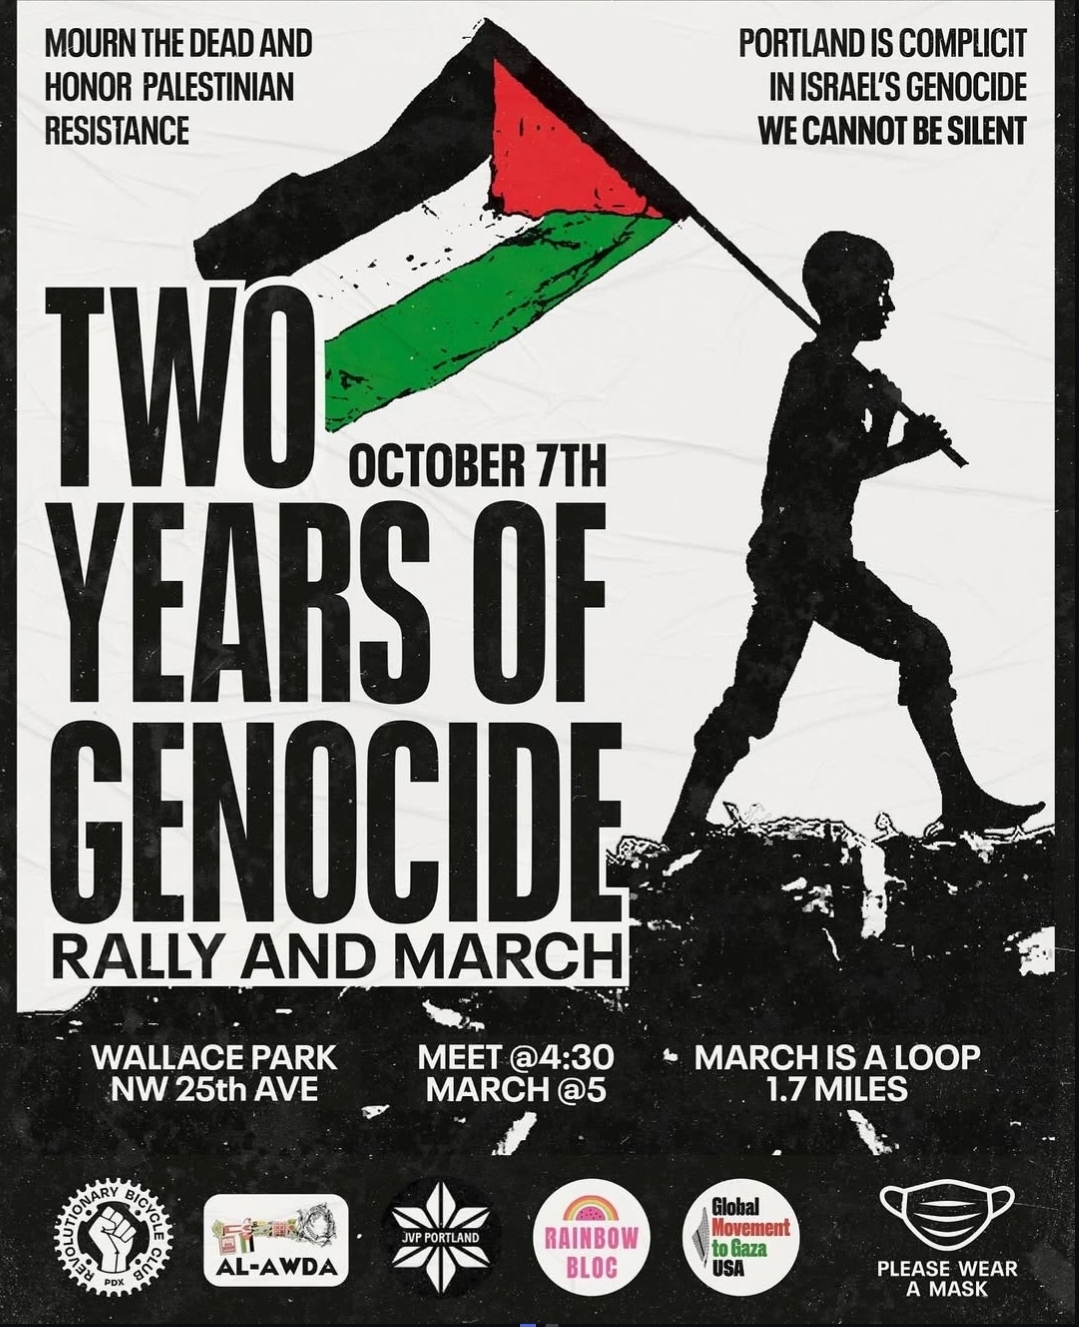 MOURN THE DEAD AND
HONOR PALESTINIAN
RESISTANCE
PORTLAND IS COMPLICIT
IN ISRAEL'S GENOCIDE
WE CANNOT BE SILENT
TWO
OCTOBER 7TH
YEARS OF
GENOCIDE
RALLY AND MARCH
WALLACE PARK
NW 25th AVE
MEET @4:30
MARCH @5
MARCH IS A LOOP
1.7 MILES
REVOLUTIONARY BICYCLE CLUB
PDX
AL-AWDA
JVP PORTLAND
RAINBOW
BLOC
Global
Movement
to Gaza
USA
PLEASE WEAR
A MASK